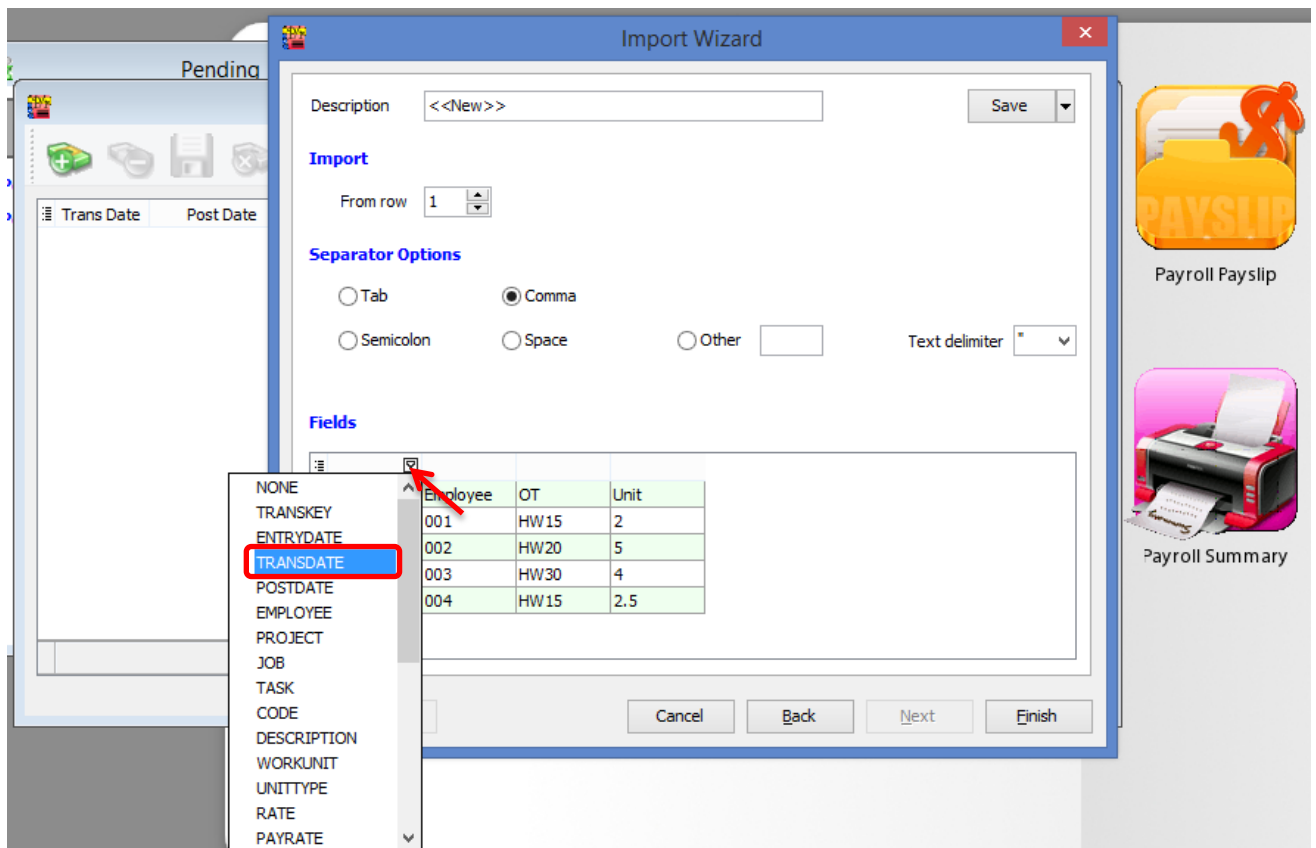 Import Wizard
Pending
Description <<New>> Save
Import
From row 1
Trans Date Post Date
Separator Options
Tab Comma
Semicolon Space Other Text delimiter "
Fields
Employee OT Unit
001 HW15 2
002 HW20 5
003 HW30 4
004 HW15 2.5
NONE
TRANSKEY
ENTRYDATE
TRANSDATE
POSTDATE
EMPLOYEE
PROJECT
JOB
TASK
CODE
DESCRIPTION
WORKUNIT
UNITTYPE
RATE
PAYRATE
Cancel Back Next Finish
PAYSLIP
Payroll Payslip
Payroll Summary